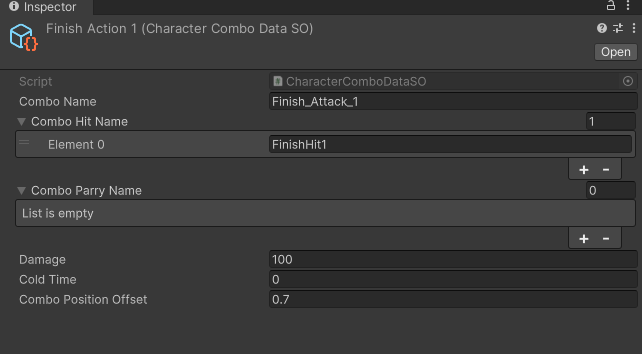 Inspector
Finish Action 1 (Character Combo Data SO)
Open
Script CharacterComboDataSO
Combo Name Finish_Attack_1
Combo Hit Name 1
Element 0 FinishHit1
+ -
Combo Parry Name 0
List is empty
+ -
Damage 100
Cold Time 0
Combo Position Offset 0.7